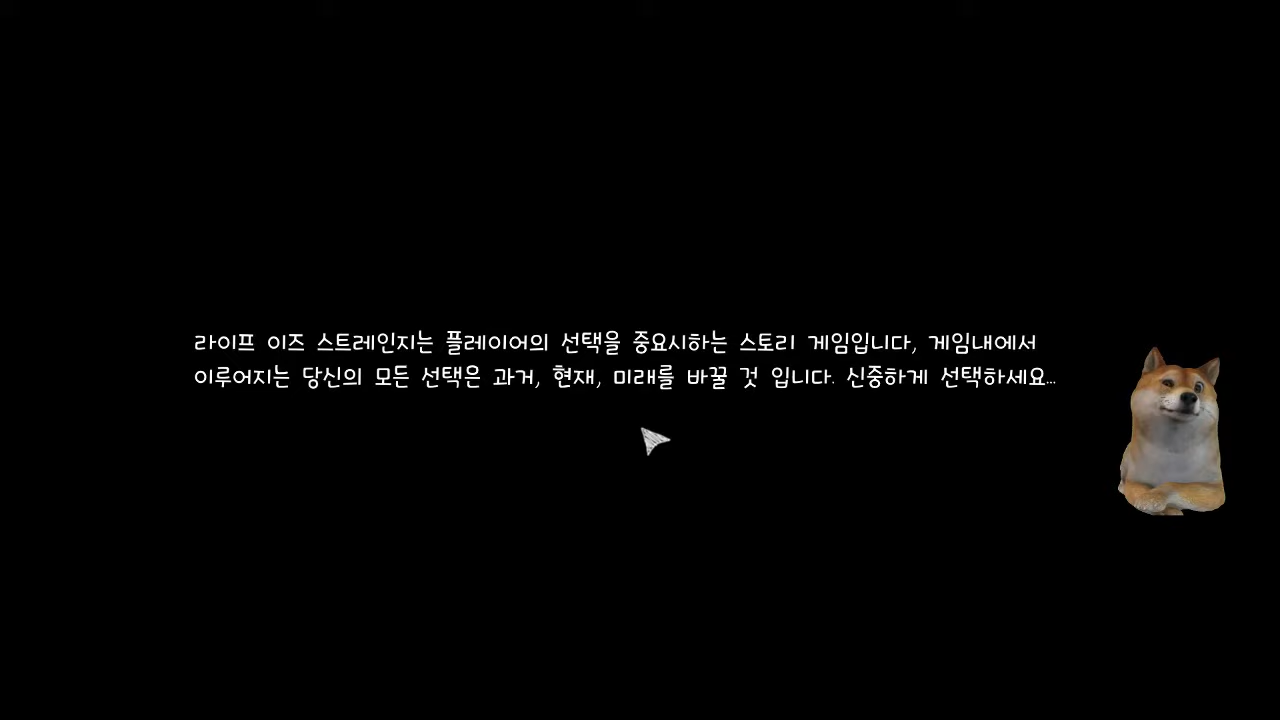 라이프 이즈 스트레인지는 플레이어의 선택을 중요시하는 스토리 게임입니다, 게임내에서
이루어지는 당신의 모든 선택은 과거, 현재, 미래를 바꿀 것 입니다. 신중하게 선택하세요...